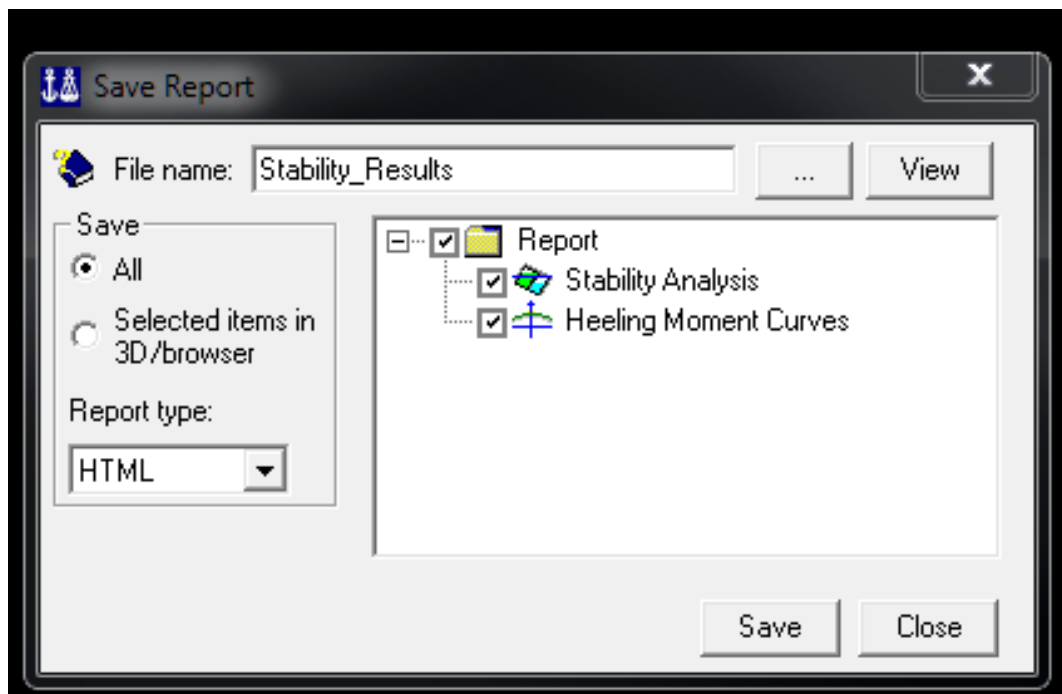 Save Report
x
File name: Stability_Results ... View
Save
All
Selected items in
3D/browser
Report type:
HTML
Report
Stability Analysis
Heeling Moment Curves
Save Close